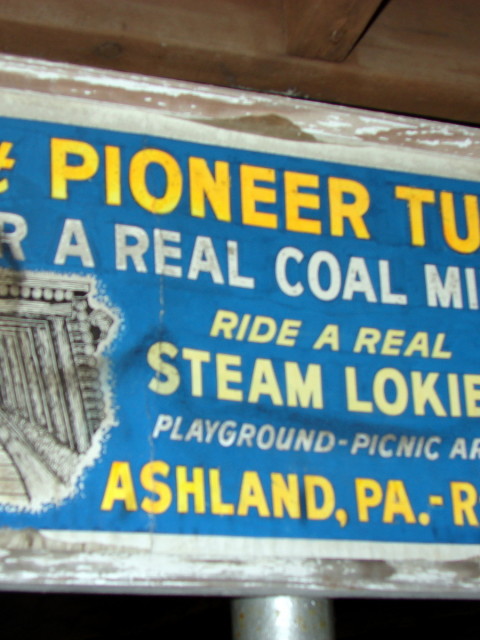 t PIONEER TU
R A REAL COAL MI
RIDE A REAL
STEAM LOKIE
PLAYGROUND-PICNIC AR
ASHLAND, PA.-R